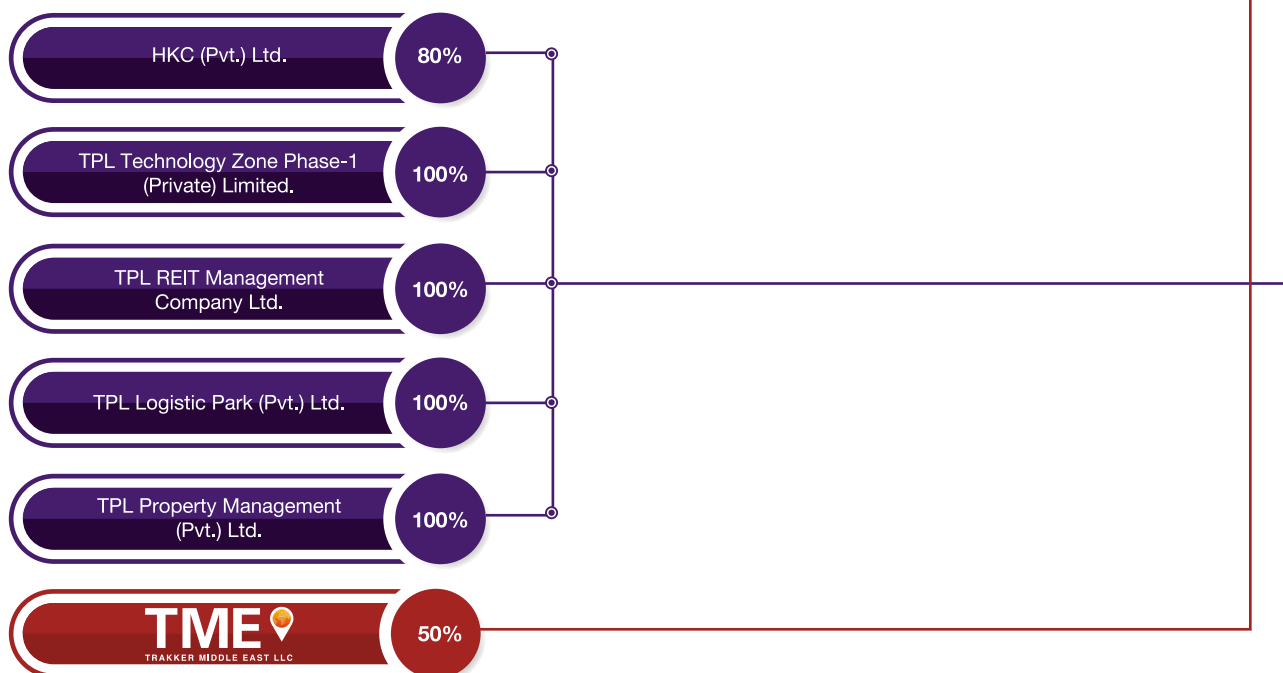 HKC (Pvt.) Ltd.
80%
TPL Technology Zone Phase-1
(Private) Limited.
100%
TPL REIT Management
Company Ltd.
100%
TPL Logistic Park (Pvt.) Ltd.
100%
TPL Property Management
(Pvt.) Ltd.
100%
TME
TRAKKER MIDDLE EAST LLC
50%